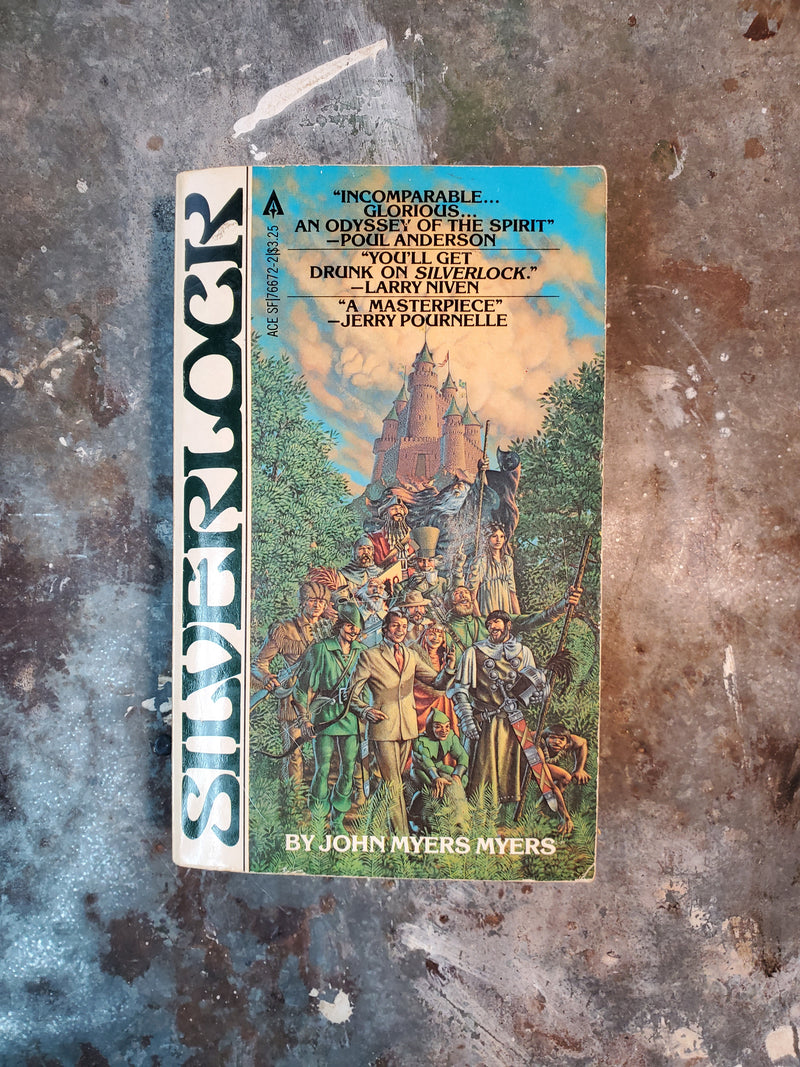 SILVERLOCK
ACE SF/76672-2/$3.25
“INCOMPARABLE...
GLORIOUS...
AN ODYSSEY OF THE SPIRIT”
—POUL ANDERSON
“YOU’LL GET
DRUNK ON SILVERLOCK.”
—LARRY NIVEN
“A MASTERPIECE”
—JERRY POURNELLE
BY JOHN MYERS MYERS